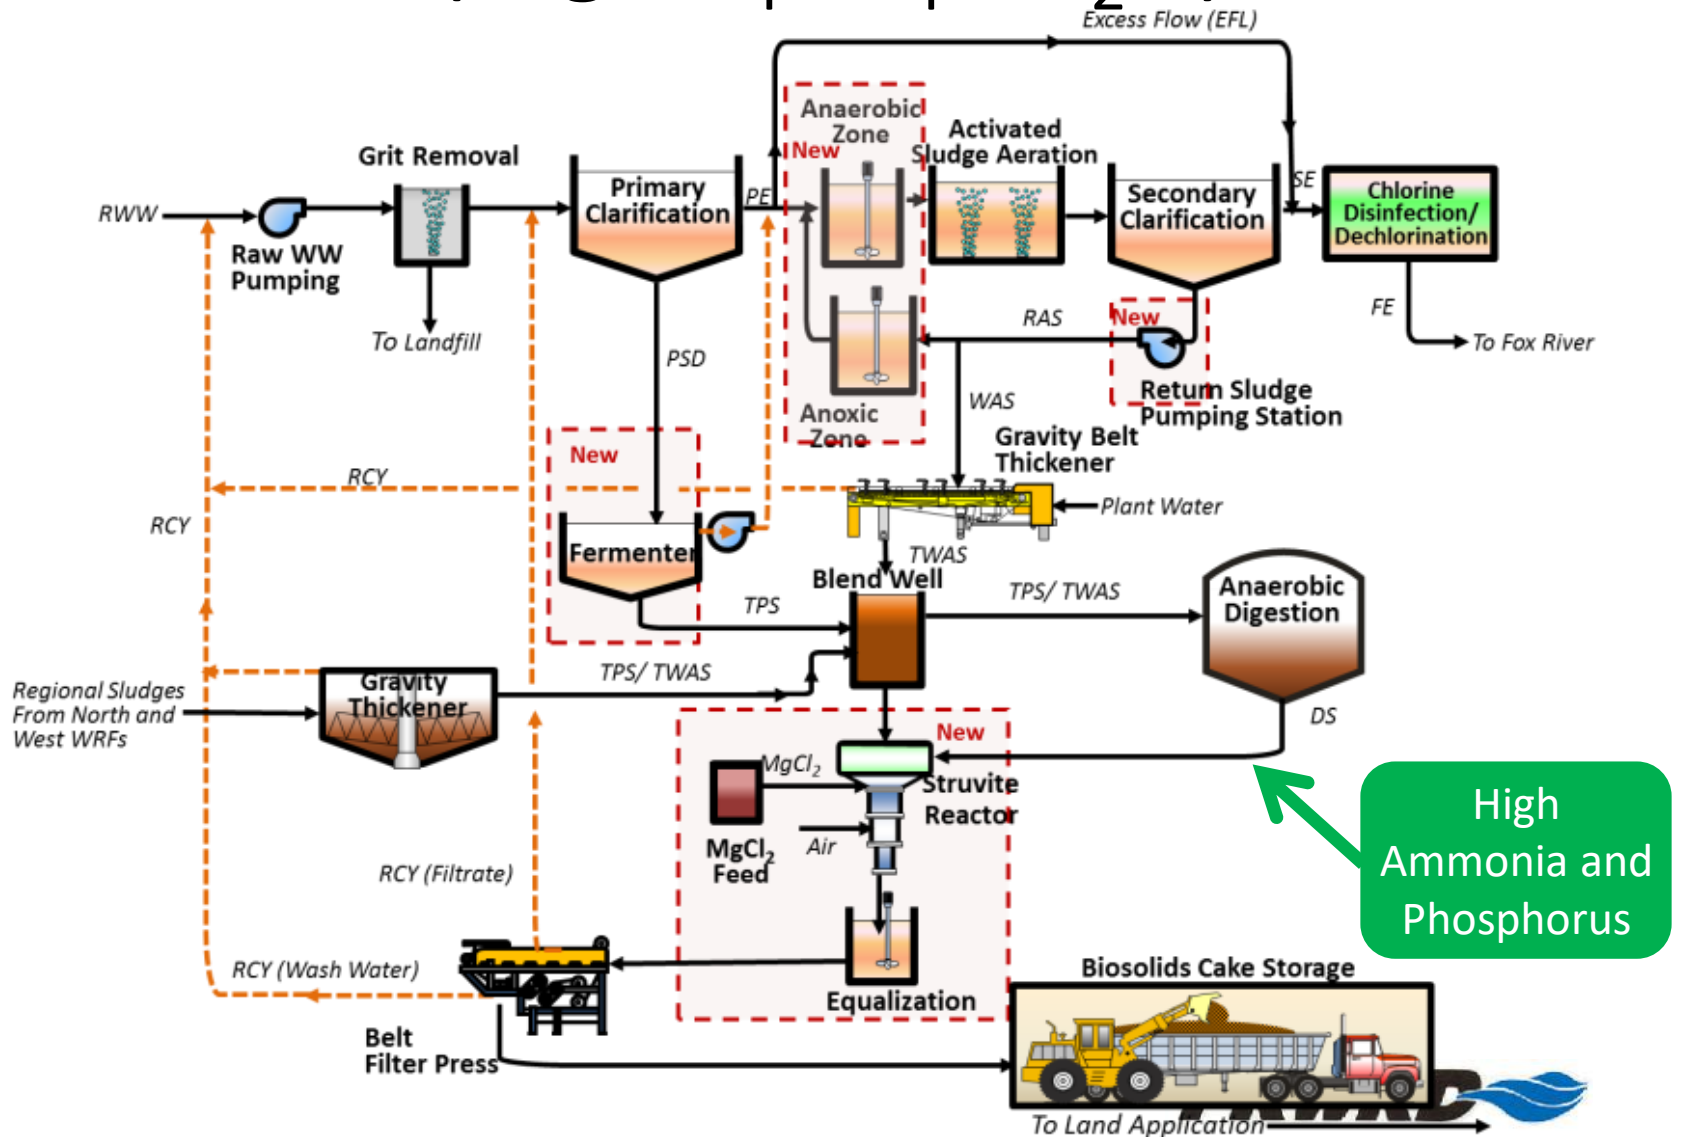 Excess Flow (EFL)
Anaerobic
Zone
New
Activated
Sludge Aeration
Grit Removal
Primary
Clarification
PE
Secondary
Clarification
SE
Chlorine
Disinfection/
Dechlorination
RWW
Raw WW
Pumping
To Landfill
PSD
RAS
New
FE
To Fox River
Return Sludge
Pumping Station
Anoxic
Zone
WAS
Gravity Belt
Thickener
New
RCY
RCY
Plant Water
Fermenter
TWAS
Blend Well
TPS
TPS/ TWAS
Anaerobic
Digestion
TPS/ TWAS
Gravity
Thickener
Regional Sludges
From North and
West WRFs
DS
New
MgCl2
Struvite
Reactor
MgCl2
Feed
Air
High
Ammonia and
Phosphorus
RCY (Filtrate)
RCY (Wash Water)
Equalization
Biosolids Cake Storage
Belt
Filter Press
To Land Application